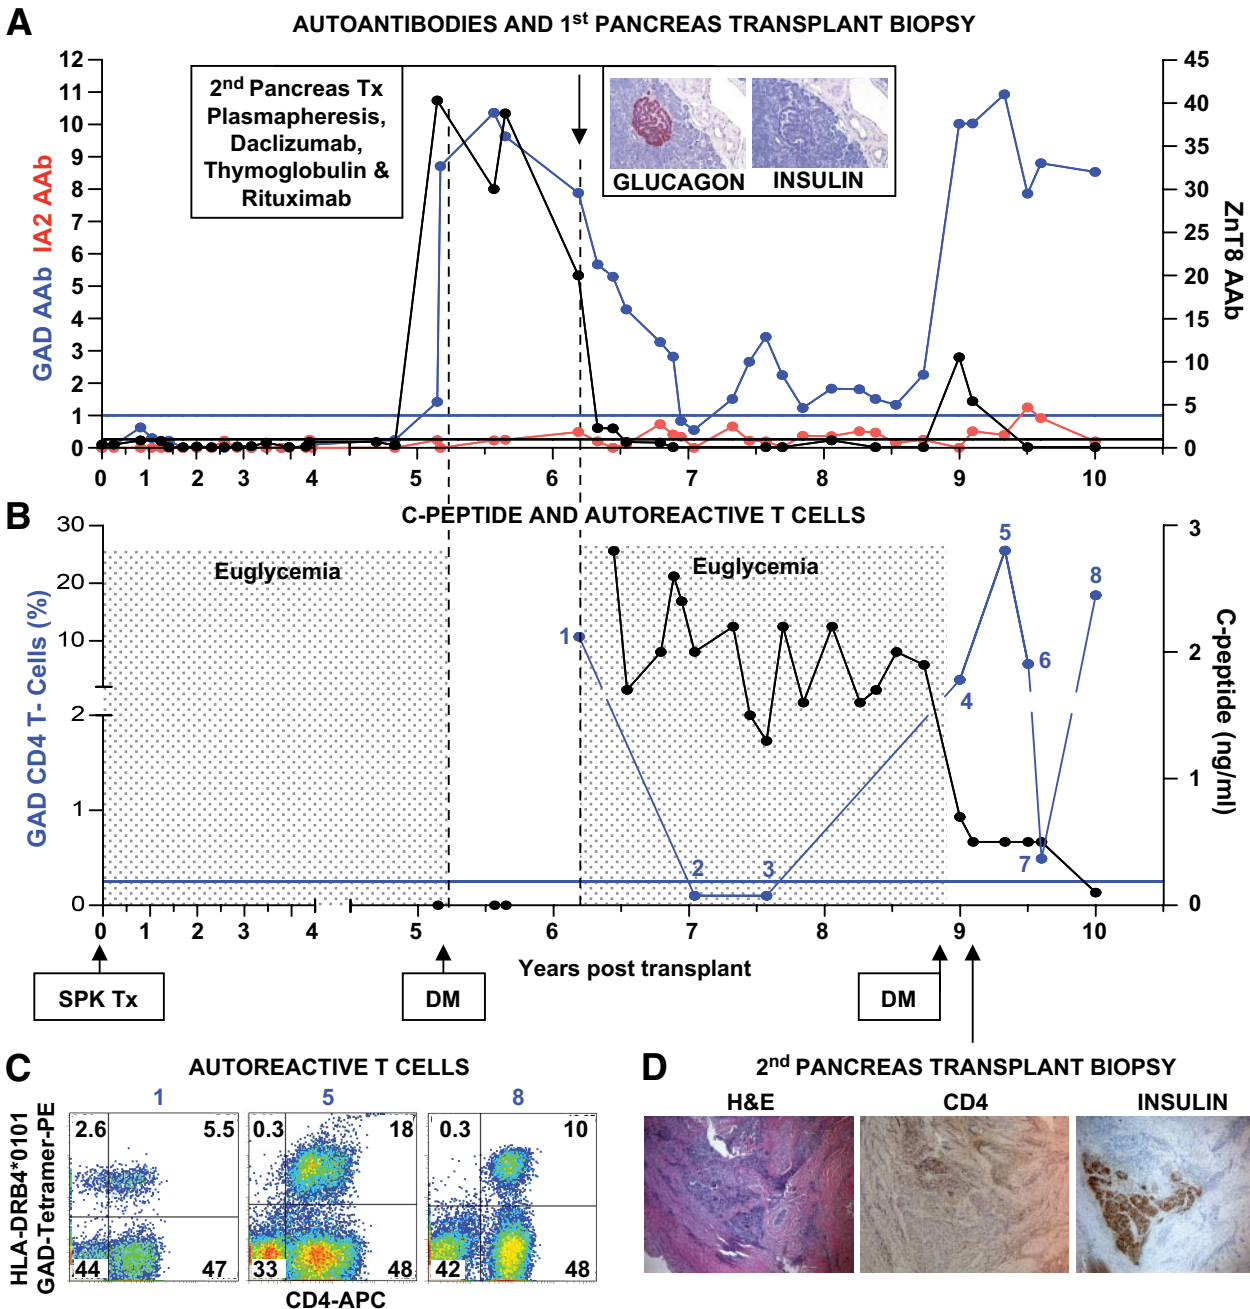 A
AUTOANTIBODIES AND 1st PANCREAS TRANSPLANT BIOPSY
GAD AAb IA2 AAb
12
11
10
9
8
7
6
5
4
3
2
1
0
2nd Pancreas Tx
Plasmapheresis,
Daclizumab,
Thymoglobulin &
Rituximab
GLUCAGON INSULIN
45
40
35
30
25
20
15
10
5
0
ZnT8 AAb
0 1 2 3 4 5 6 7 8 9 10
B
C-PEPTIDE AND AUTOREACTIVE T CELLS
GAD CD4 T- Cells (%)
30
20
10
2
1
0
Euglycemia
Euglycemia
1
2
3
4
5
6
7
8
3
2
1
0
C-peptide (ng/ml)
0 1 2 3 4 5 6 7 8 9 10
Years post transplant
SPK Tx
DM
DM
C
AUTOREACTIVE T CELLS
HLA-DRB4*0101
GAD-Tetramer-PE
1 5 8
2.6 5.5 0.3 18 0.3 10
44 47 33 48 42 48
CD4-APC
D
2nd PANCREAS TRANSPLANT BIOPSY
H&E CD4 INSULIN